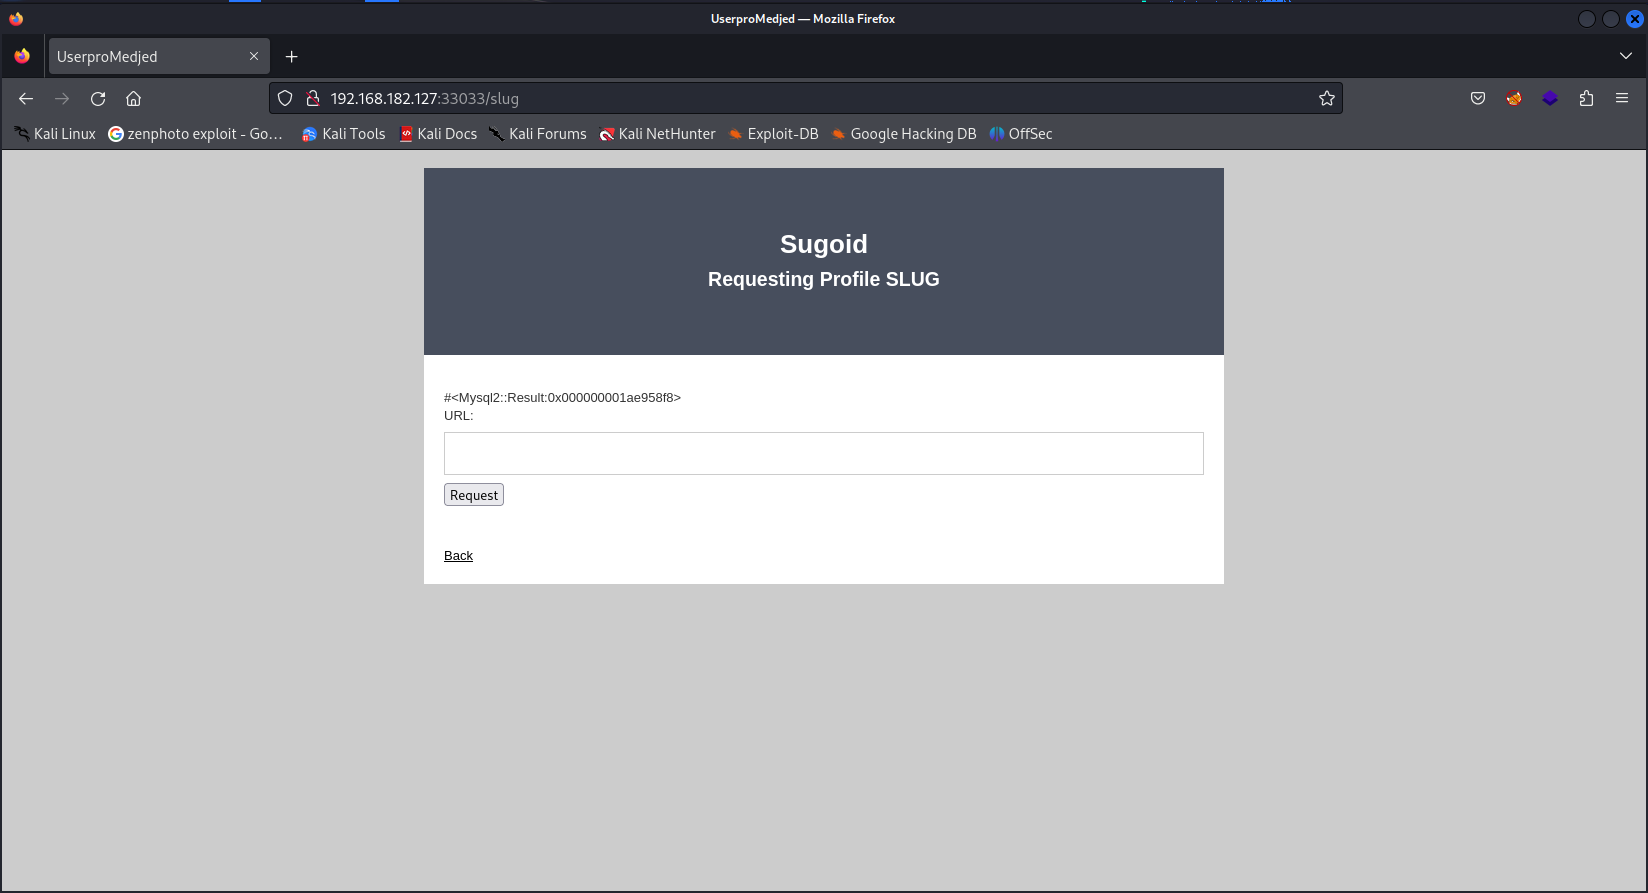 UserproMedjed — Mozilla Firefox
UserproMedjed
192.168.182.127:33033/slug
Kali Linux
zenphoto exploit - Go…
Kali Tools
Kali Docs
Kali Forums
Kali NetHunter
Exploit-DB
Google Hacking DB
OffSec
Sugoid
Requesting Profile SLUG
#<Mysql2::Result:0x000000001ae958f8>
URL:
Request
Back